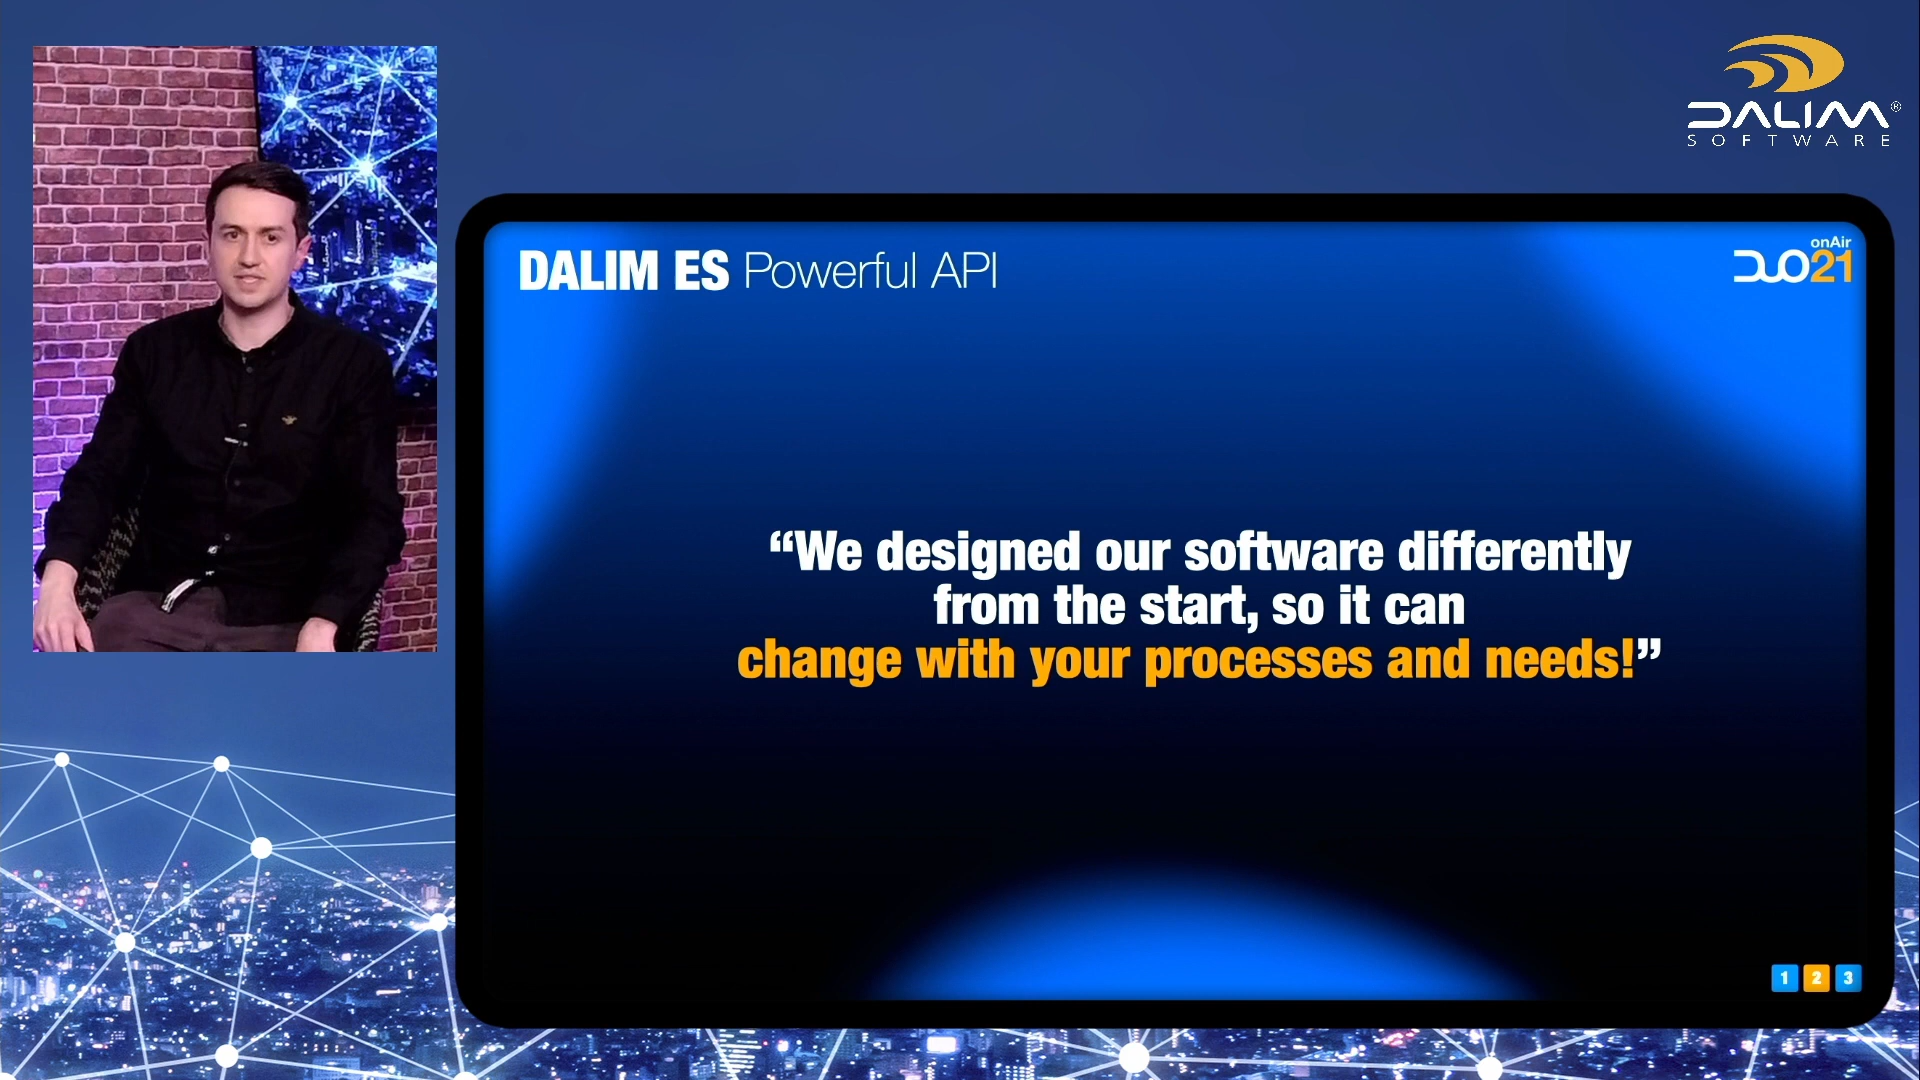 DALIM®
SOFTWARE
DALIM ES Powerful API
onAir
DUO21
“We designed our software differently
from the start, so it can
change with your processes and needs!”
1 2 3